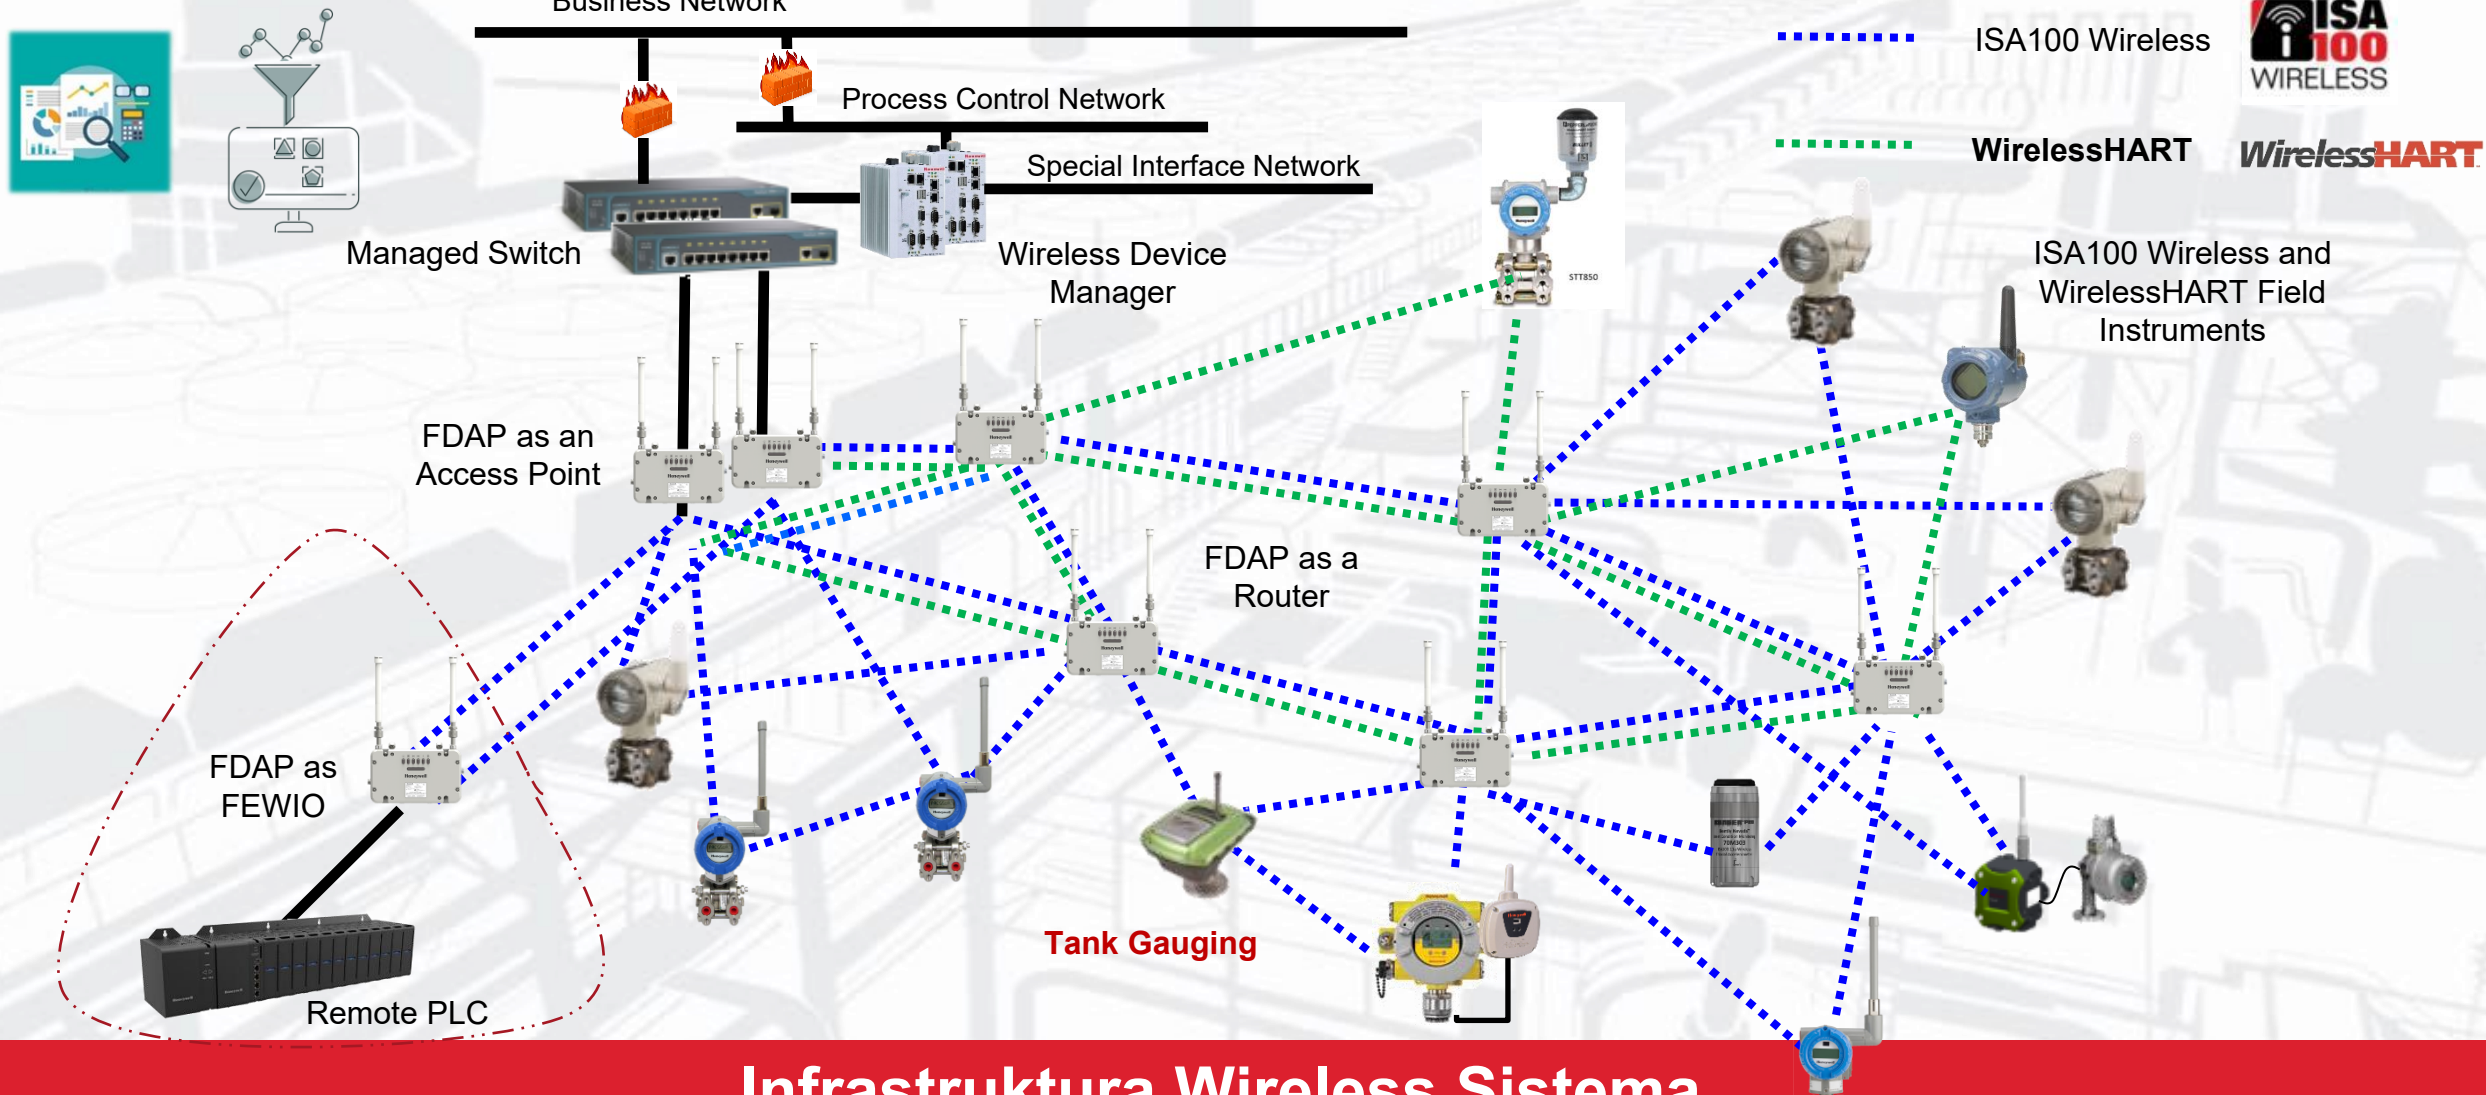 Business Network
ISA100 Wireless
ISA
100
WIRELESS
Process Control Network
WirelessHART
WirelessHART
Special Interface Network
Managed Switch
Wireless Device
Manager
STT850
ISA100 Wireless and
WirelessHART Field
Instruments
FDAP as an
Access Point
FDAP as a
Router
FDAP as
FEWIO
Tank Gauging
Remote PLC
Infrastruktura Wireless Sistema